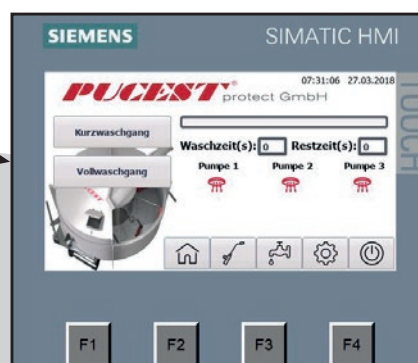 SIEMENS
SIMATIC HMI
TOUCH
07:31:06 27.03.2018
PUCEST®
protect GmbH
Kurzwaschgang
Waschzeit(s): 0 Restzeit(s): 0
Vollwaschgang
Pumpe 1 Pumpe 2 Pumpe 3
F1 F2 F3 F4